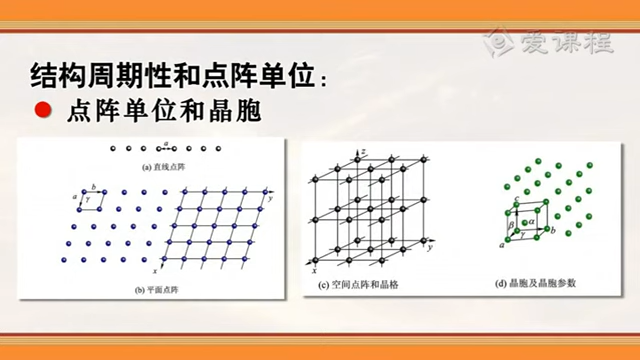 爱课程
结构周期性和点阵单位：
点阵单位和晶胞
a
(a) 直线点阵
b
a
γ
y
x
(b) 平面点阵
z
y
x
(c) 空间点阵和晶格
c
β
α
γ
a
b
(d) 晶胞及晶胞参数